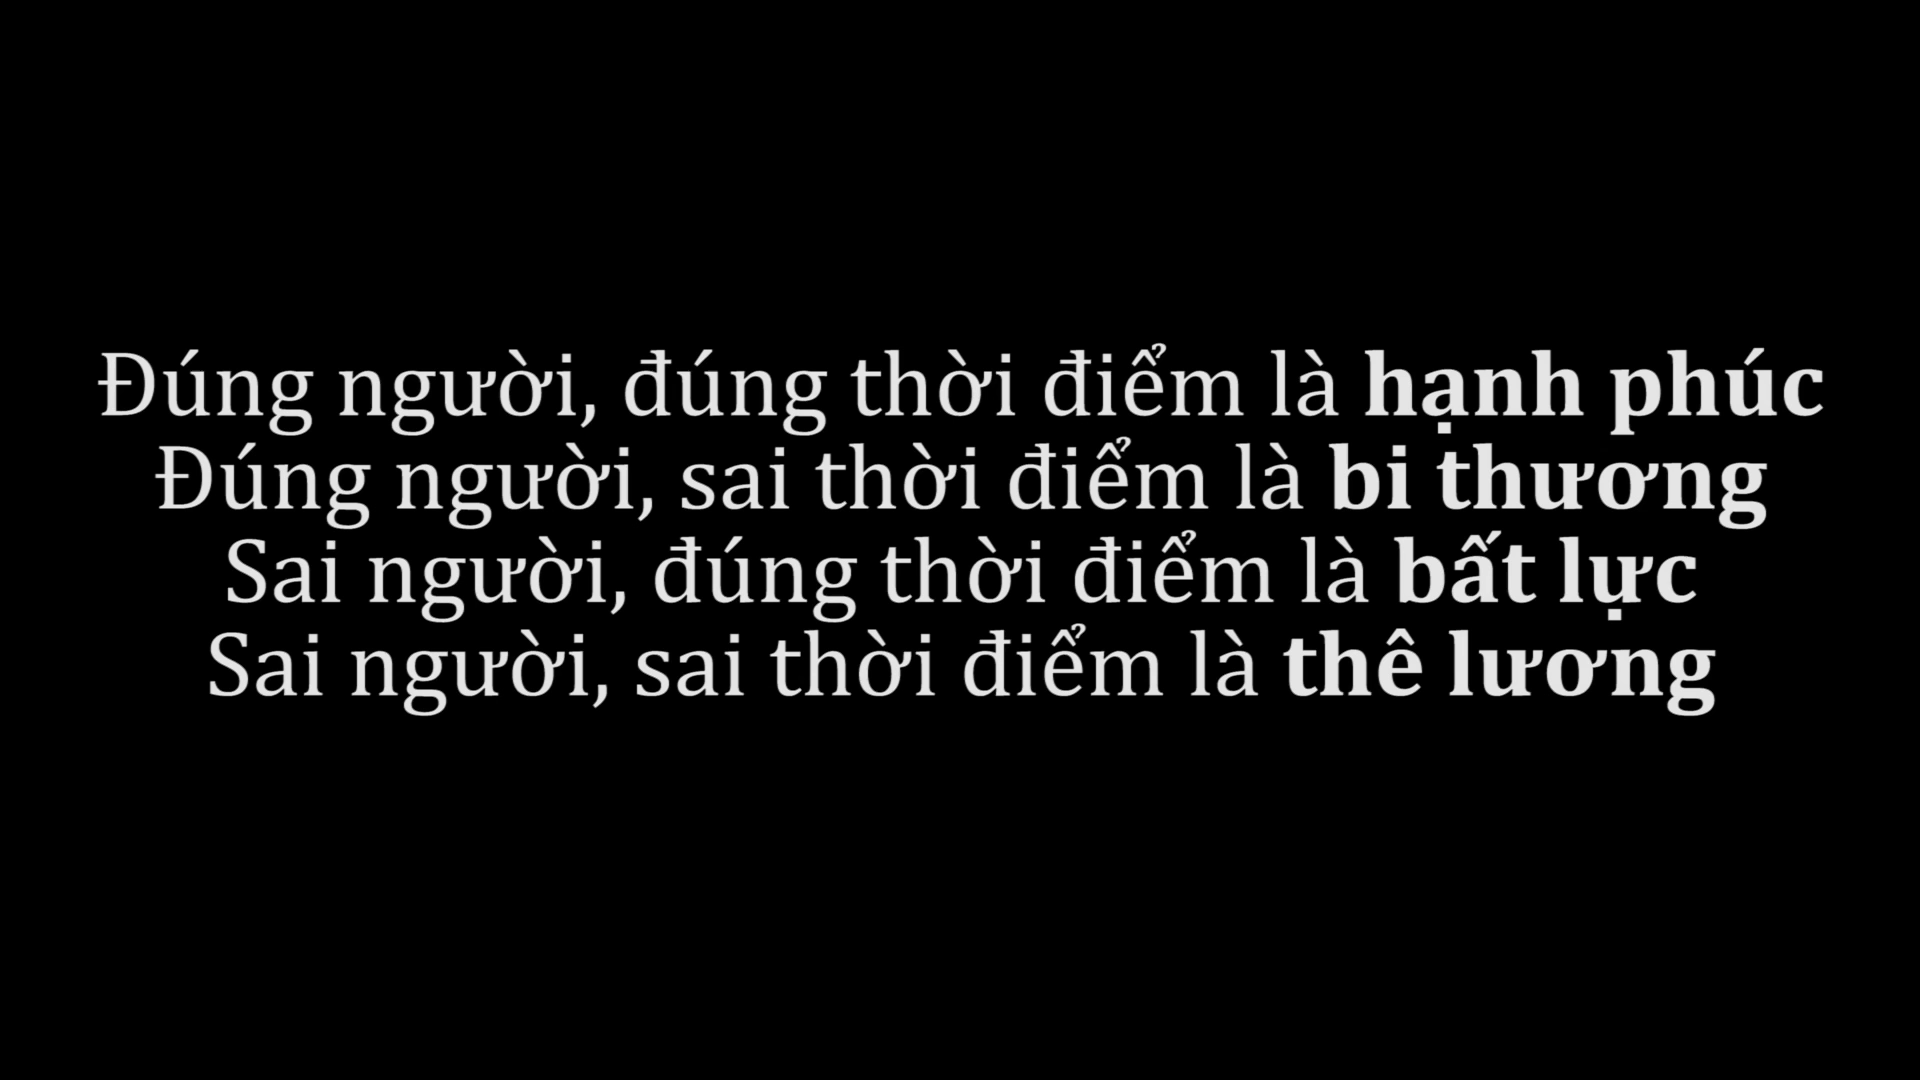 Đúng người, đúng thời điểm là hạnh phúc
Đúng người, sai thời điểm là bi thương
Sai người, đúng thời điểm là bất lực
Sai người, sai thời điểm là thê lương